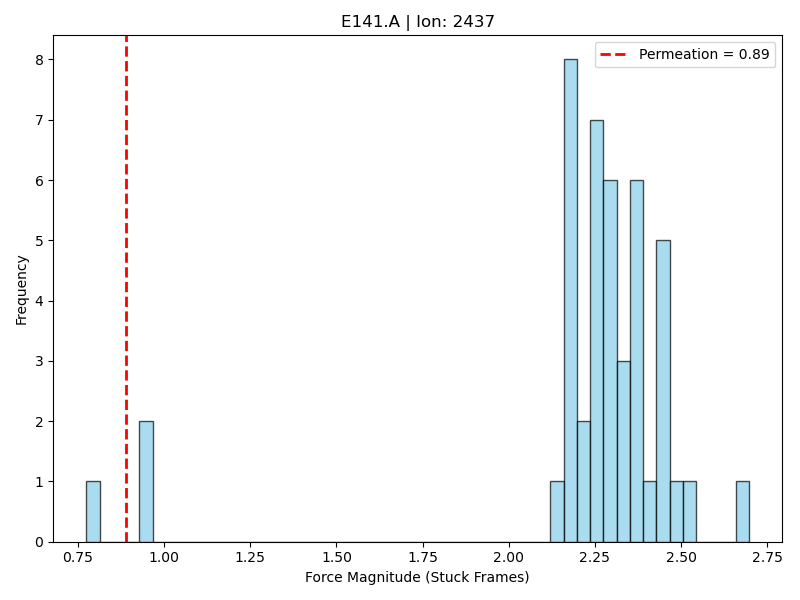 E141.A | Ion: 2437
Permeation = 0.89
Frequency
8
7
6
5
4
3
2
1
0
0.75 1.00 1.25 1.50 1.75 2.00 2.25 2.50 2.75
Force Magnitude (Stuck Frames)